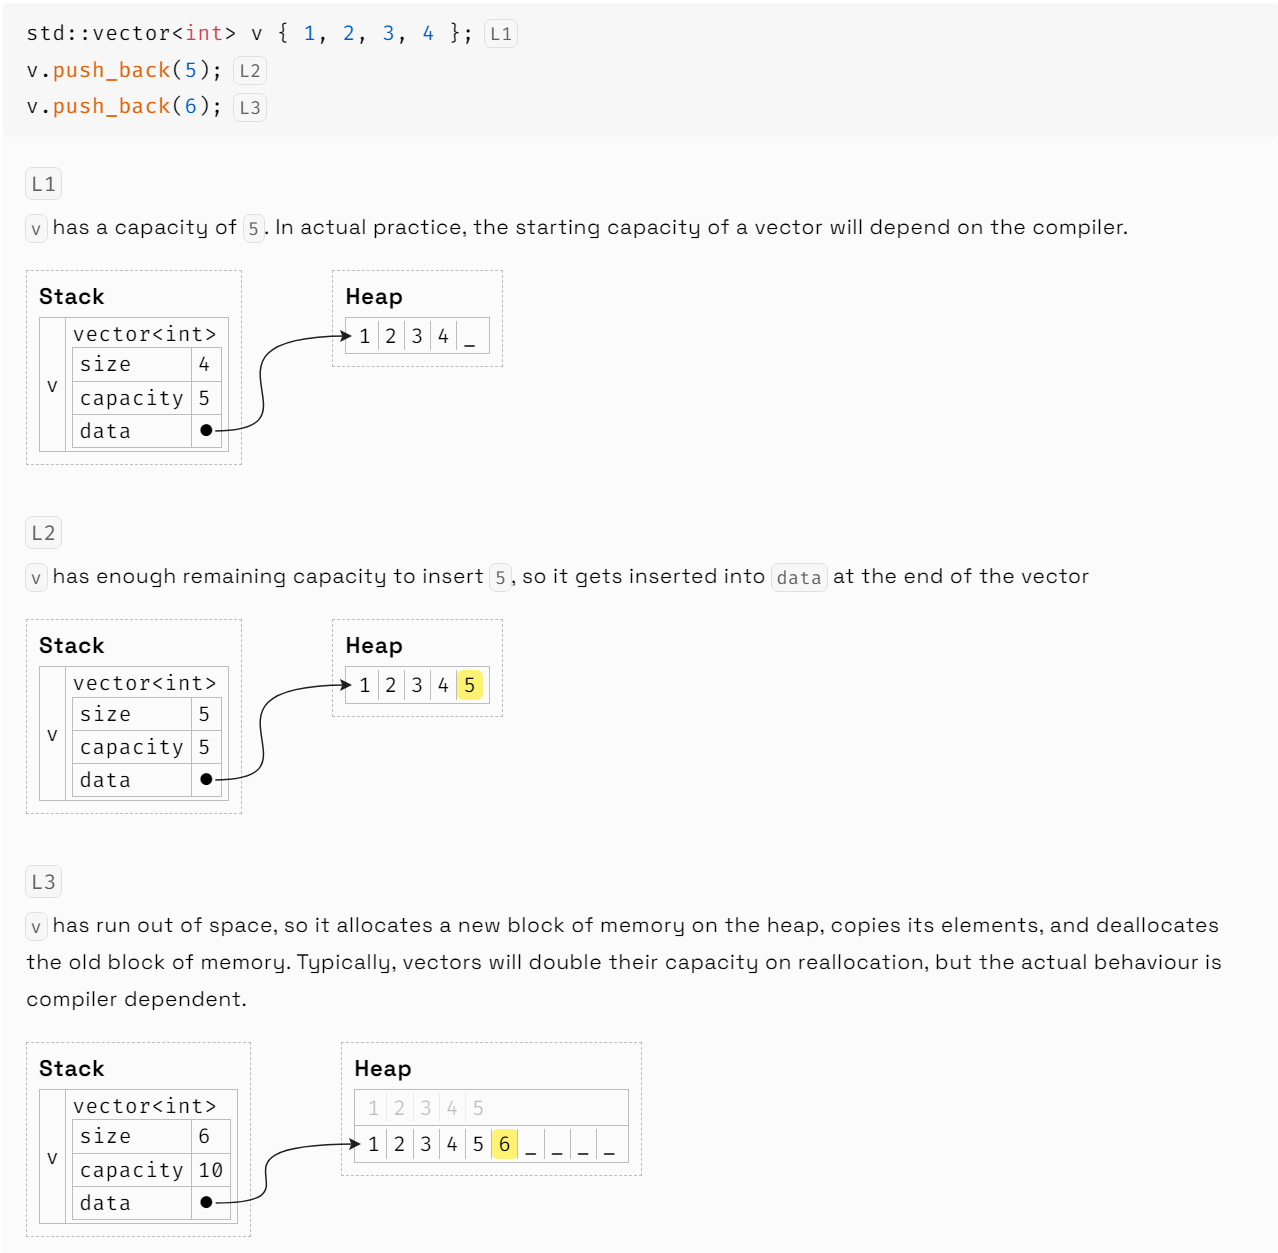 std::vector<int> v { 1, 2, 3, 4 }; L1
v.push_back(5); L2
v.push_back(6); L3
L1
v has a capacity of 5. In actual practice, the starting capacity of a vector will depend on the compiler.
Stack
vector<int>
v
size 4
capacity 5
data
Heap
1 2 3 4 _
L2
v has enough remaining capacity to insert 5, so it gets inserted into data at the end of the vector
Stack
vector<int>
v
size 5
capacity 5
data
Heap
1 2 3 4 5
L3
v has run out of space, so it allocates a new block of memory on the heap, copies its elements, and deallocates
the old block of memory. Typically, vectors will double their capacity on reallocation, but the actual behaviour is
compiler dependent.
Stack
vector<int>
v
size 6
capacity 10
data
Heap
1 2 3 4 5
1 2 3 4 5 6 _ _ _ _